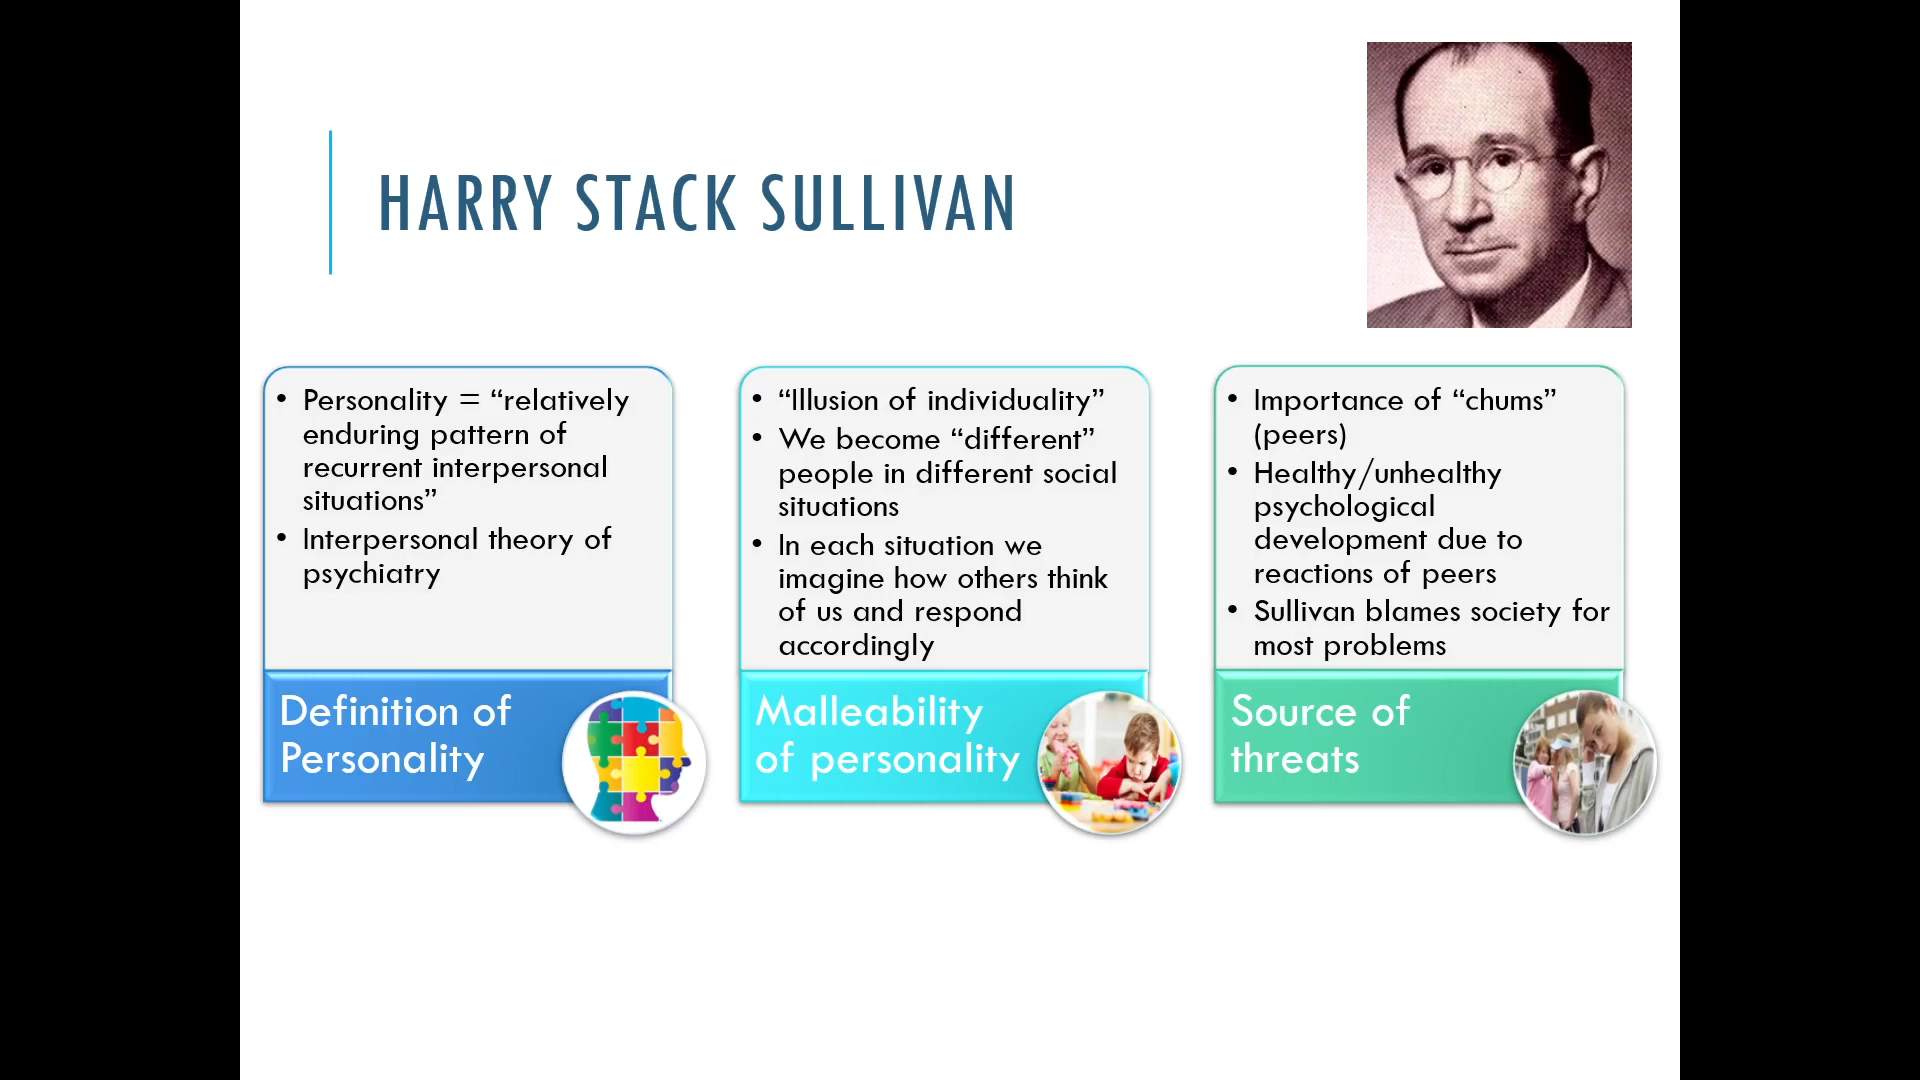 HARRY STACK SULLIVAN
• Personality = “relatively
enduring pattern of
recurrent interpersonal
situations”
• Interpersonal theory of
psychiatry
Definition of
Personality
• “Illusion of individuality”
• We become “different”
people in different social
situations
• In each situation we
imagine how others think
of us and respond
accordingly
Malleability
of personality
• Importance of “chums”
(peers)
• Healthy/unhealthy
psychological
development due to
reactions of peers
• Sullivan blames society for
most problems
Source of
threats